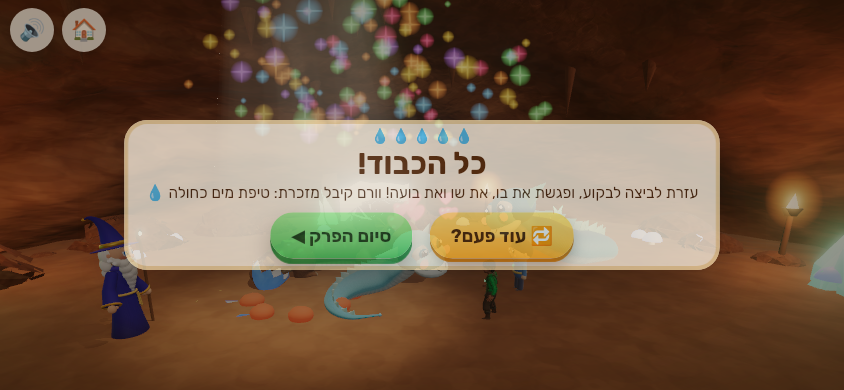 כל הכבוד!
עזרת לביצה לבקוע, ופגשת את בו, את שו ואת בועה! וורם קיבל מזכרת: טיפת מים כחולה 💧
🔁 עוד פעם?
סיום הפרק ◀